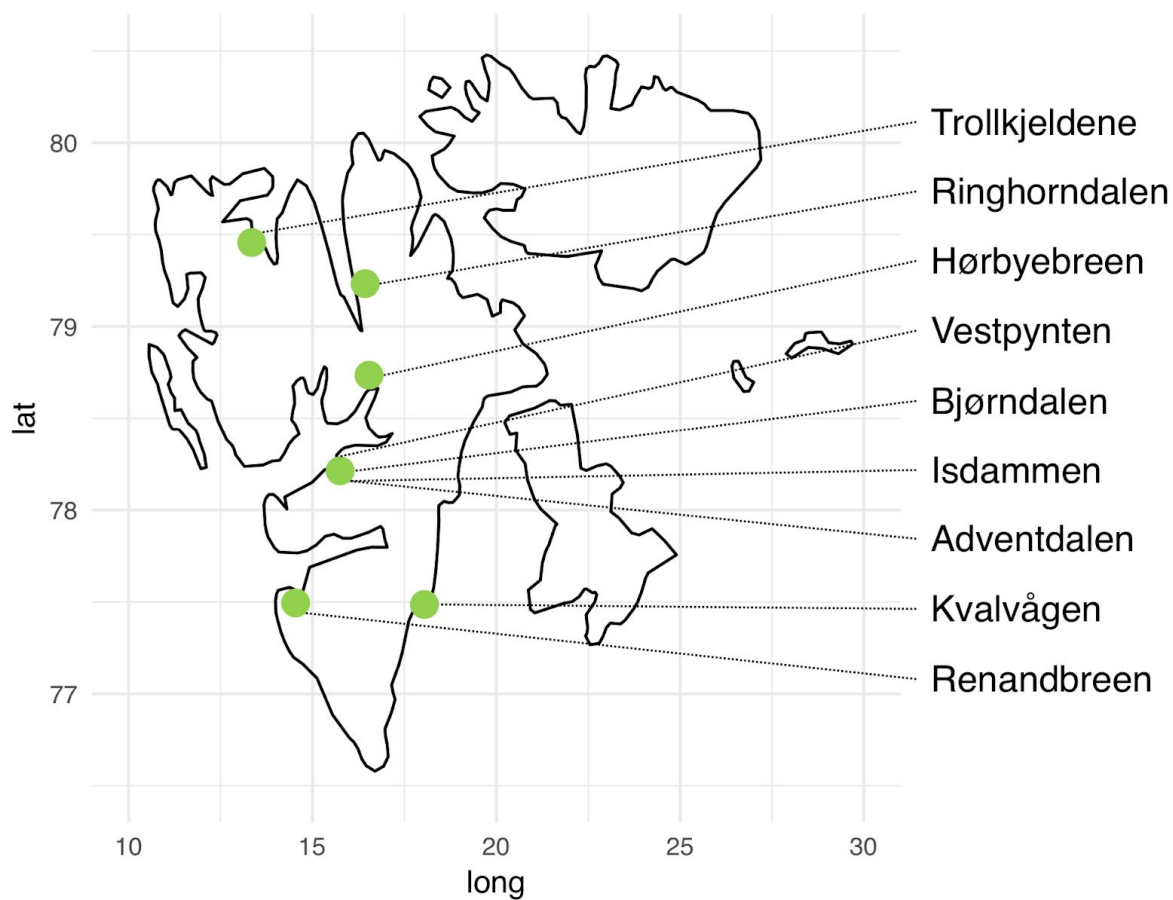 Trollkjeldene
80
Ringhorndalen
Hørbyebreen
79
Vestpynten
Bjørndalen
lat
Isdammen
78
Adventdalen
Kvalvågen
77
Renandbreen
10 15 20 25 30
long